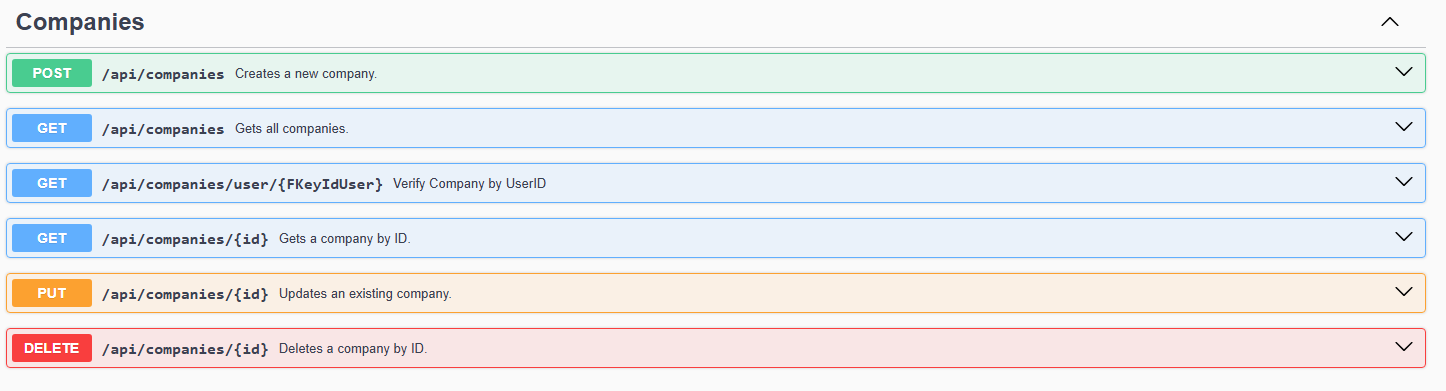 Companies
POST /api/companies Creates a new company.
GET /api/companies Gets all companies.
GET /api/companies/user/{FKeyIdUser} Verify Company by UserID
GET /api/companies/{id} Gets a company by ID.
PUT /api/companies/{id} Updates an existing company.
DELETE /api/companies/{id} Deletes a company by ID.